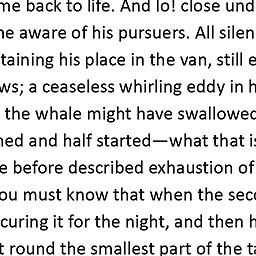 me back to life. And lo! close und
e aware of his pursuers. All silen
taining his place in the van, still e
ws; a ceaseless whirling eddy in h
the whale might have swallowed
ned and half started—what that is
e before described exhaustion of
ou must know that when the seco
curing it for the night, and then h
t round the smallest part of the ta